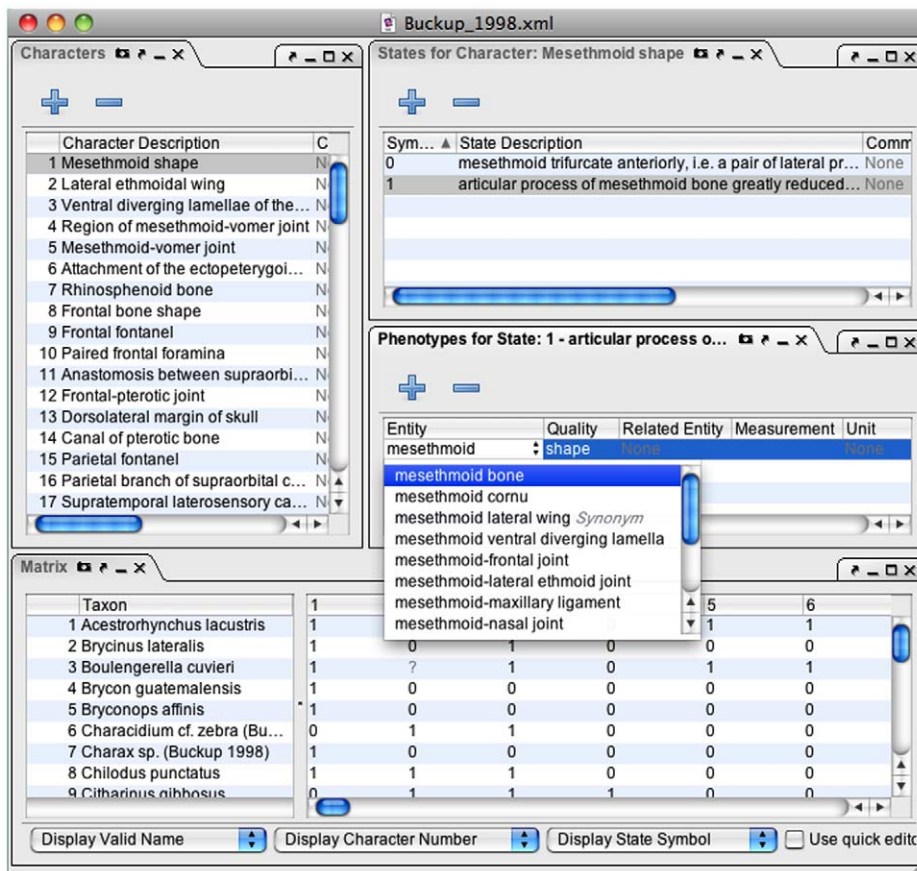 Buckup_1998.xml
Characters
Character Description C
1 Mesethmoid shape
2 Lateral ethmoidal wing
3 Ventral diverging lamellae of the...
4 Region of mesethmoid-vomer joint
5 Mesethmoid-vomer joint
6 Attachment of the ectopeterygoi...
7 Rhinosphenoid bone
8 Frontal bone shape
9 Frontal fontanel
10 Paired frontal foramina
11 Anastomosis between supraorbi...
12 Frontal-pterotic joint
13 Dorsolateral margin of skull
14 Canal of pterotic bone
15 Parietal fontanel
16 Parietal branch of supraorbital c...
17 Supratemporal laterosensory ca...
States for Character: Mesethmoid shape
Sym... State Description Comm
0 mesethmoid trifurcate anteriorly, i.e. a pair of lateral pr... None
1 articular process of mesethmoid bone greatly reduced... None
Phenotypes for State: 1 - articular process o...
Entity Quality Related Entity Measurement Unit
mesethmoid shape None None
mesethmoid bone
mesethmoid cornu
mesethmoid lateral wing Synonym
mesethmoid ventral diverging lamella
mesethmoid-frontal joint
mesethmoid-lateral ethmoid joint
mesethmoid-maxillary ligament
mesethmoid-nasal joint
Matrix
Taxon 1 5 6
1 Acestrorhynchus lacustris 1 1 1
2 Brycinus lateralis 1 0 1 0 0 0
3 Boulengerella cuvieri 1 ? 1 0 1 1
4 Brycon guatemalensis 1 0 0 0 0 0
5 Bryconops affinis 1 0 0 0 0 0
6 Characidium cf. zebra (Bu... 0 1 1 0 0 0
7 Charax sp. (Buckup 1998) 1 0 0 0 0 0
8 Chilodus punctatus 1 1 1 0 0 0
9 Citharinus gibbosus 0 1 1 1 0 0
Display Valid Name Display Character Number Display State Symbol Use quick edito